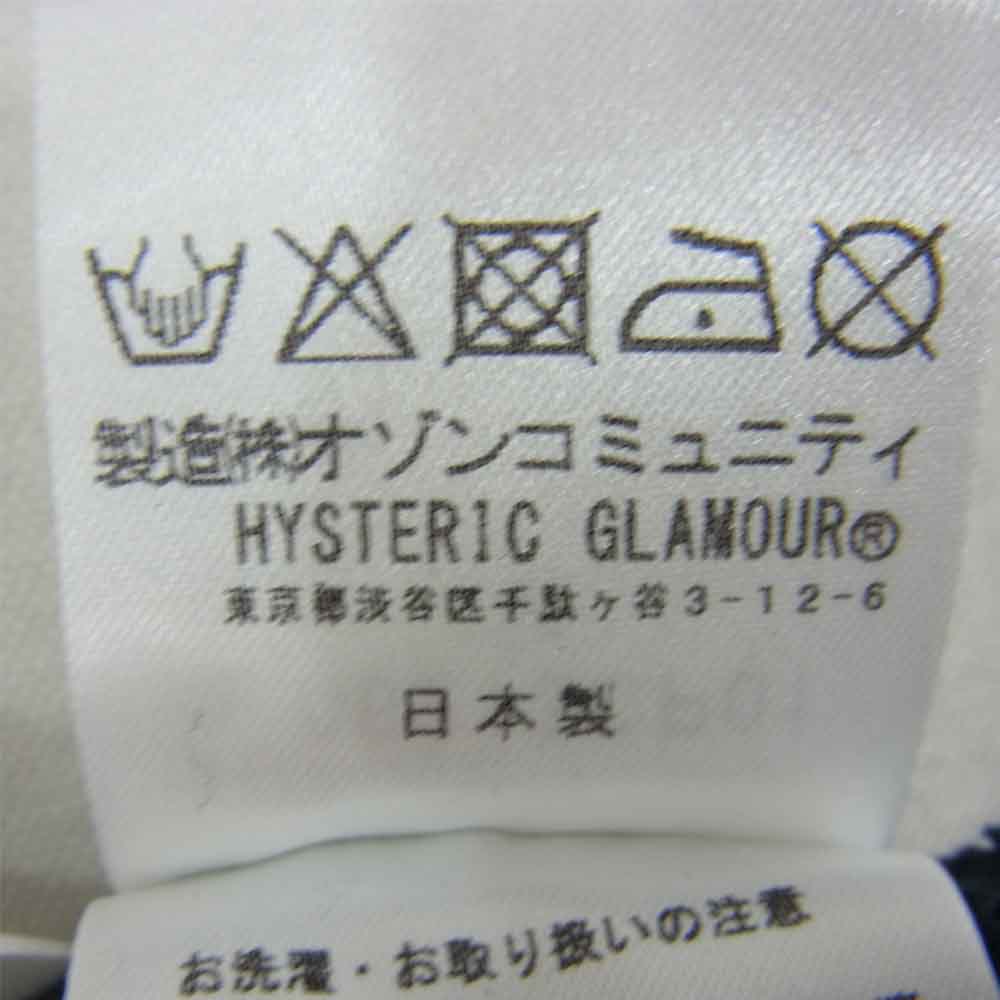 製造(株)オゾンコミュニティ
HYSTERIC GLAMOUR®
東京都渋谷区千駄ヶ谷3-12-6
日本製
お洗濯・お取り扱いの注意